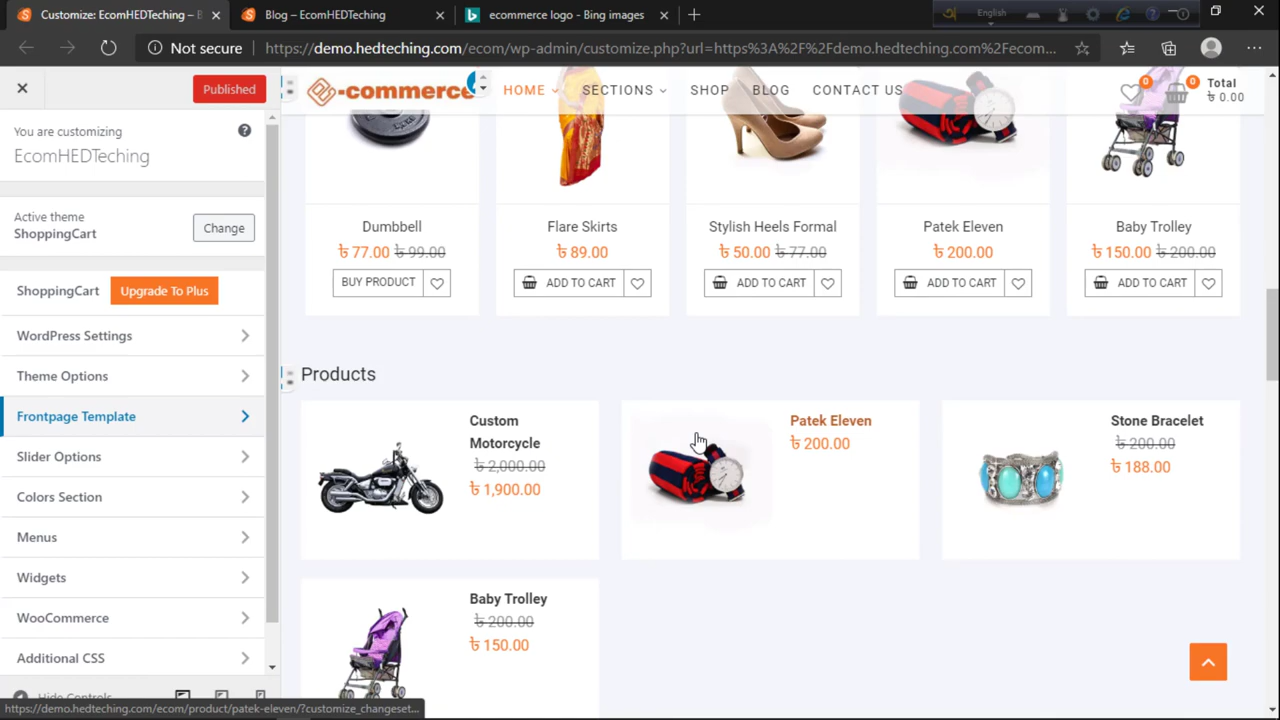 Customize: EcomHEDTeching – B
Blog – EcomHEDTeching
ecommerce logo - Bing images
English
Not secure
https://demo.hedteching.com/ecom/wp-admin/customize.php?url=https%3A%2F%2Fdemo.hedteching.com%2Fecom...
Published
You are customizing
EcomHEDTeching
Active theme
ShoppingCart
Change
ShoppingCart
Upgrade To Plus
WordPress Settings
Theme Options
Frontpage Template
Slider Options
Colors Section
Menus
Widgets
WooCommerce
Additional CSS
Hide Controls
https://demo.hedteching.com/ecom/product/patek-eleven/?customize_changeset...
e-commerce
HOME
SECTIONS
SHOP
BLOG
CONTACT US
0
0
Total
৳ 0.00
Dumbbell
৳ 77.00 ৳ 99.00
BUY PRODUCT
Flare Skirts
৳ 89.00
ADD TO CART
Stylish Heels Formal
৳ 50.00 ৳ 77.00
ADD TO CART
Patek Eleven
৳ 200.00
ADD TO CART
Baby Trolley
৳ 150.00 ৳ 200.00
ADD TO CART
Products
Custom
Motorcycle
৳ 2,000.00
৳ 1,900.00
Patek Eleven
৳ 200.00
Stone Bracelet
৳ 200.00
৳ 188.00
Baby Trolley
৳ 200.00
৳ 150.00